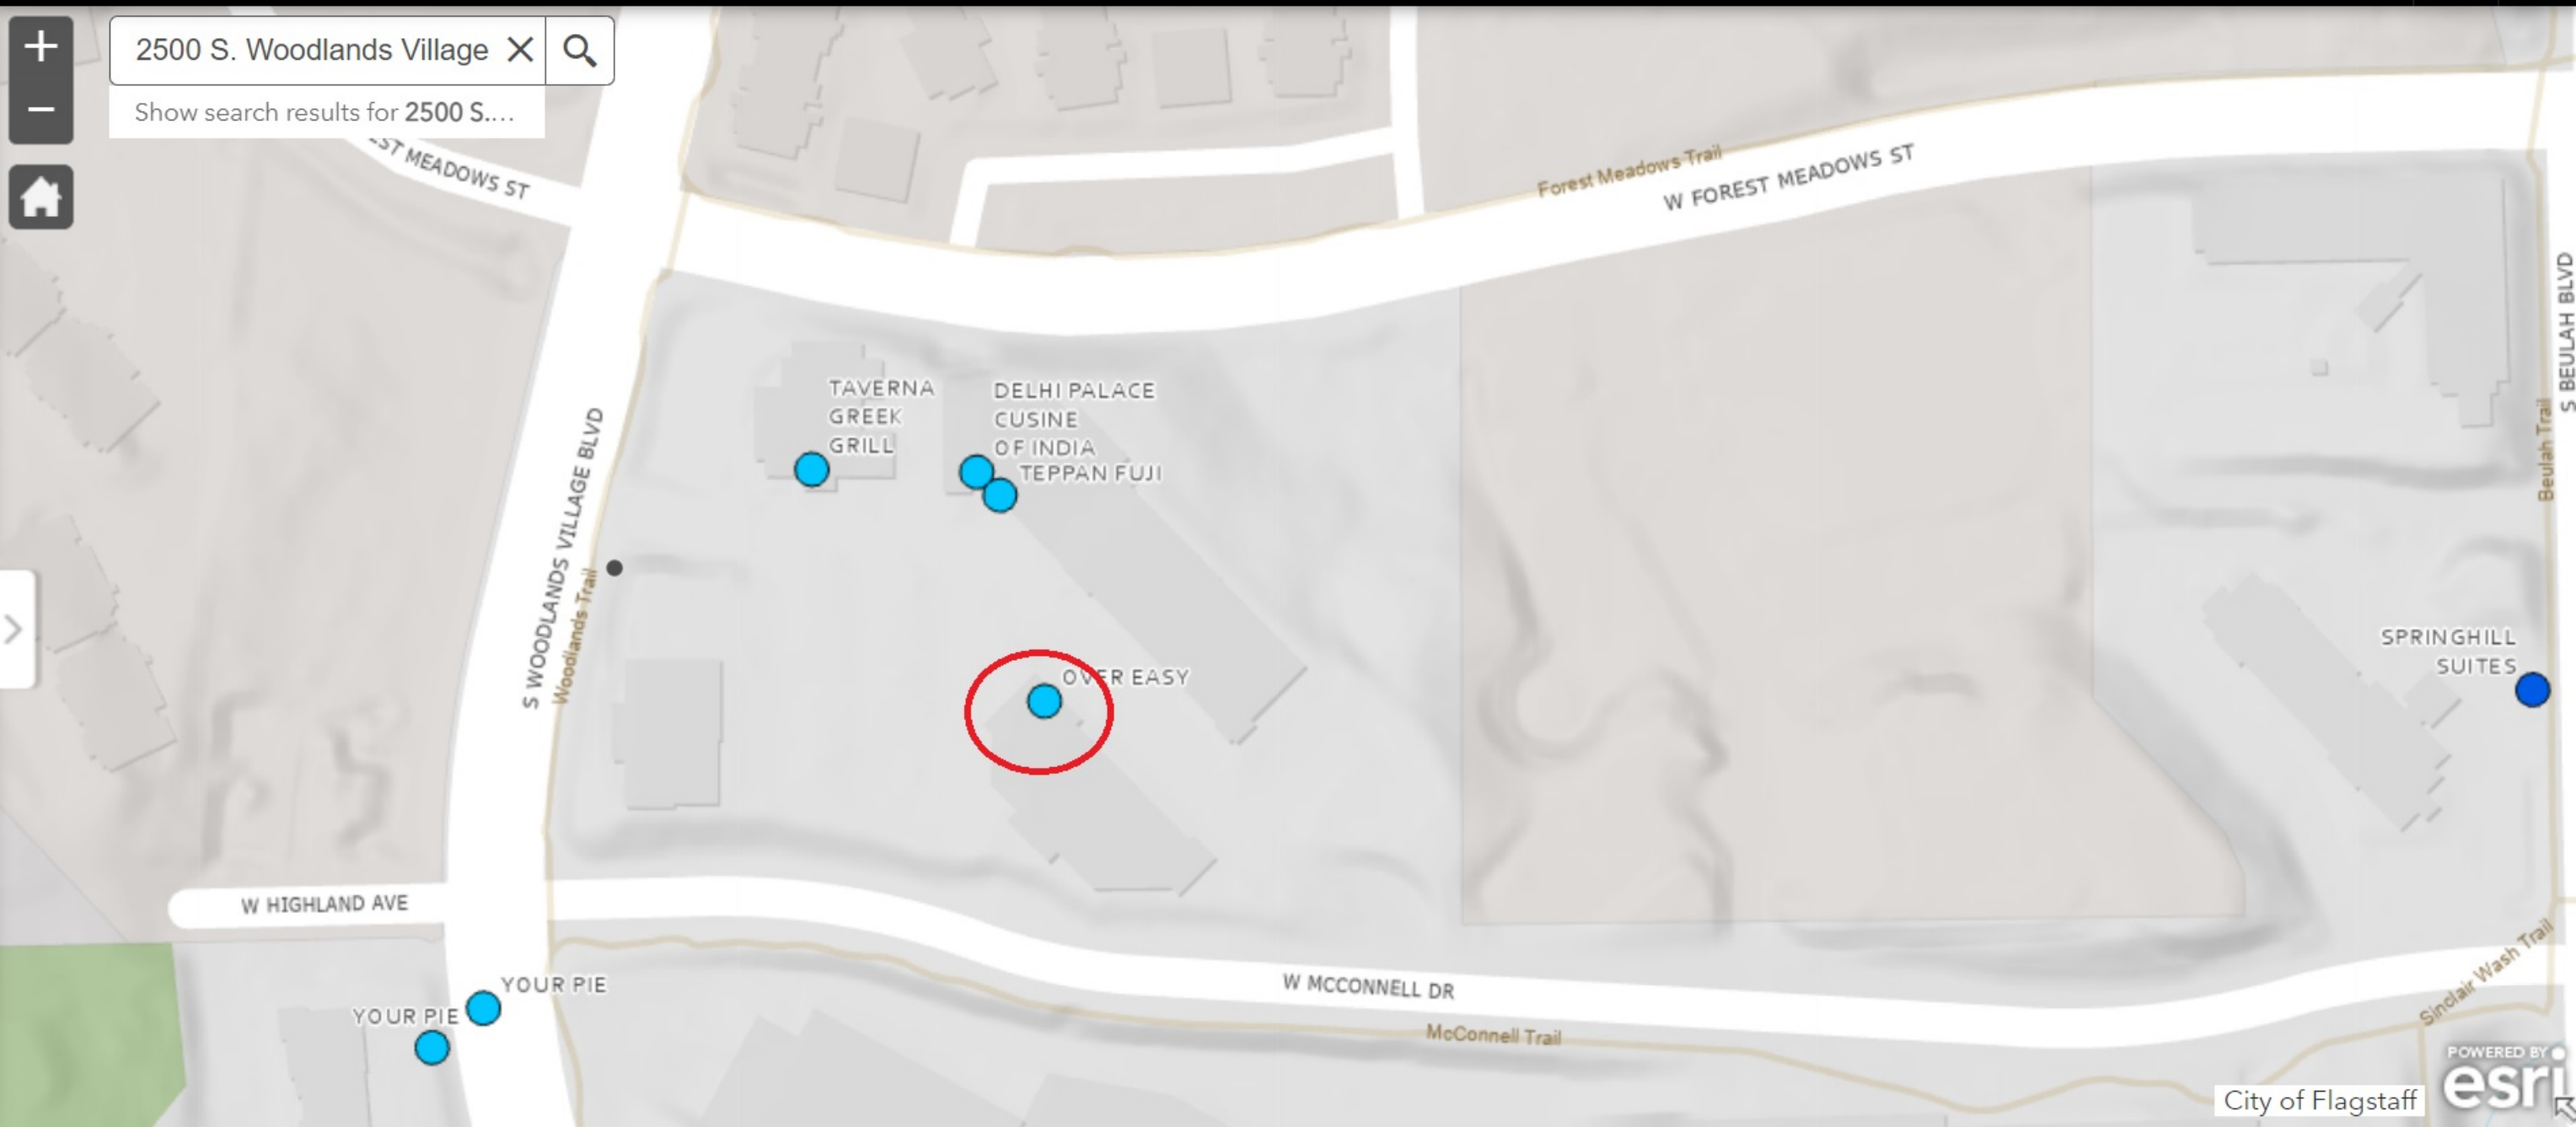 +
2500 S. Woodlands Village
Show search results for 2500 S....
−
EST MEADOWS ST
Forest Meadows Trail
W FOREST MEADOWS ST
S BEULAH BLVD
Beulah Trail
TAVERNA
GREEK
GRILL
DELHI PALACE
CUSINE
OF INDIA
TEPPAN FUJI
S WOODLANDS VILLAGE BLVD
Woodlands Trail
OVER EASY
SPRINGHILL
SUITES
W HIGHLAND AVE
YOUR PIE
YOUR PIE
W MCCONNELL DR
McConnell Trail
Sinclair Wash Trail
POWERED BY
esri
City of Flagstaff